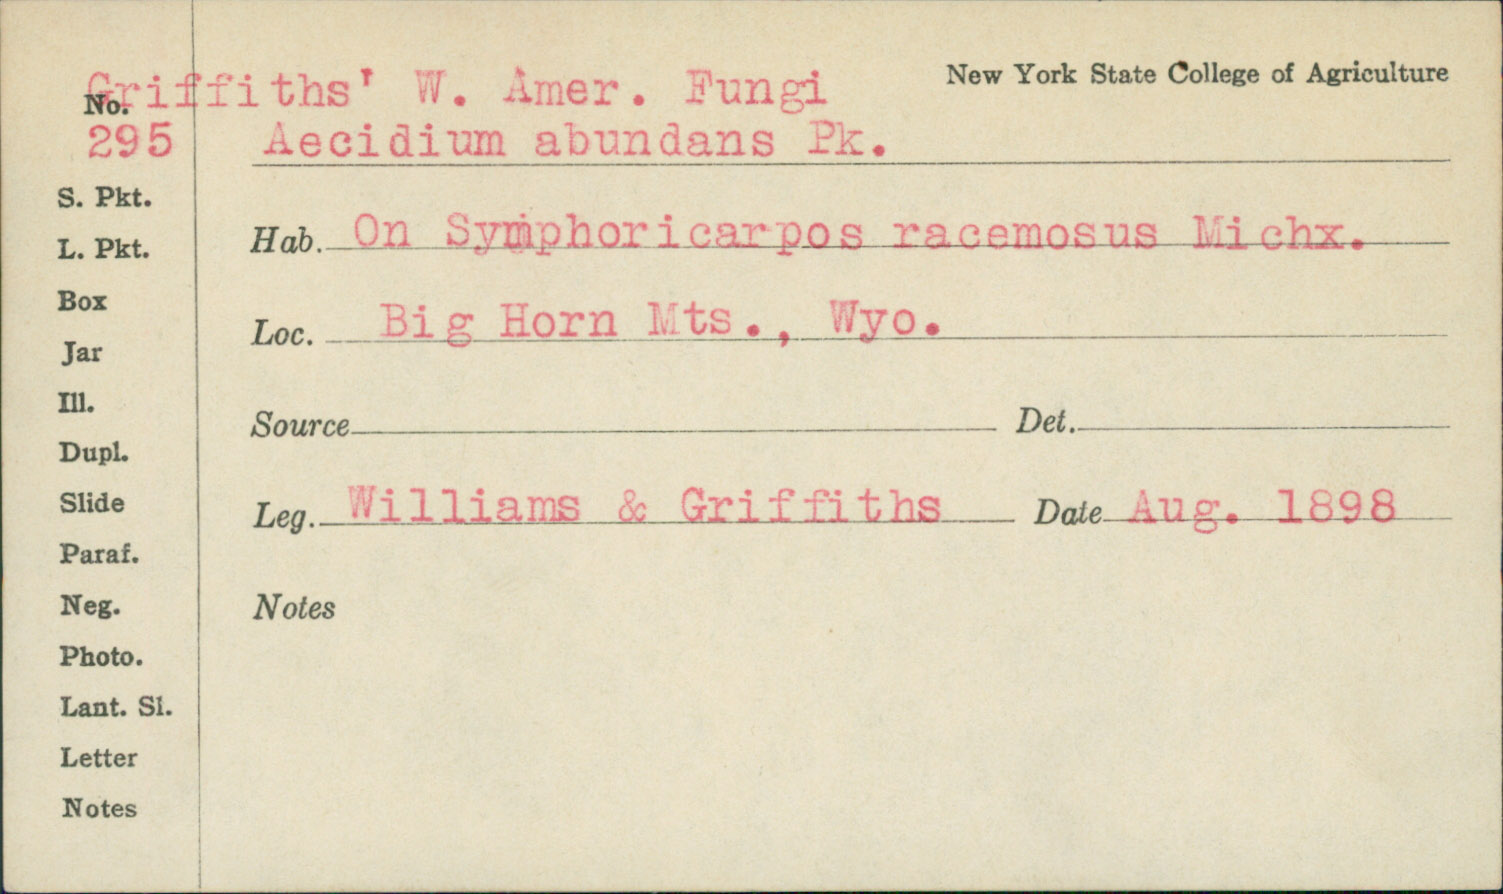 New York State College of Agriculture
Griffiths' W. Amer. Fungi
No.
295 Aecidium abundans Pk.
S. Pkt.
Hab. On Symphoricarpos racemosus Michx.
L. Pkt.
Box
Loc. Big Horn Mts., Wyo.
Jar
Ill.
Source Det.
Dupl.
Slide
Leg. Williams & Griffiths Date Aug. 1898
Paraf.
Neg.
Notes
Photo.
Lant. Sl.
Letter
Notes